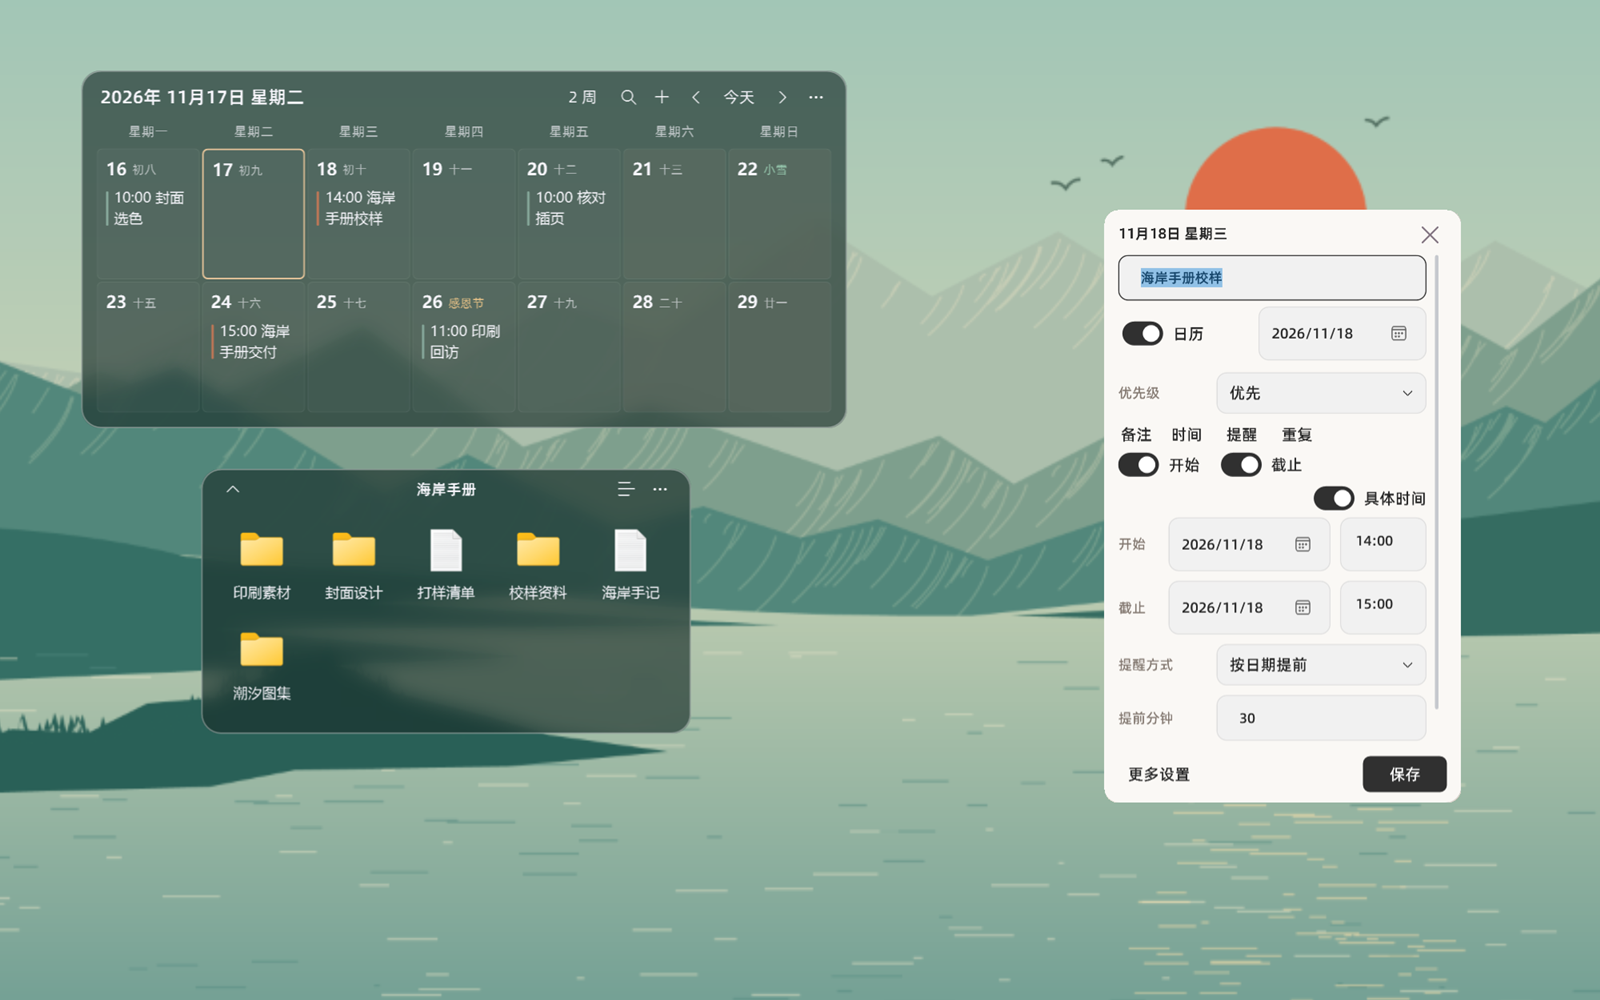 2026年 11月17日 星期二
2 周
今天
星期一 星期二 星期三 星期四 星期五 星期六 星期日
16 初八
10:00 封面
选色
17 初九
18 初十
14:00 海岸
手册校样
19 十一
20 十二
10:00 核对
插页
21 十三
22 小雪
23 十五
24 十六
15:00 海岸
手册交付
25 十七
26 感恩节
11:00 印刷
回访
27 十九
28 二十
29 廿一
海岸手册
印刷素材
封面设计
打样清单
校样资料
海岸手记
潮汐图集
11月18日 星期三
海岸手册校样
日历 2026/11/18
优先级 优先
备注 时间 提醒 重复
开始 截止
具体时间
开始 2026/11/18 14:00
截止 2026/11/18 15:00
提醒方式 按日期提前
提前分钟 30
更多设置 保存